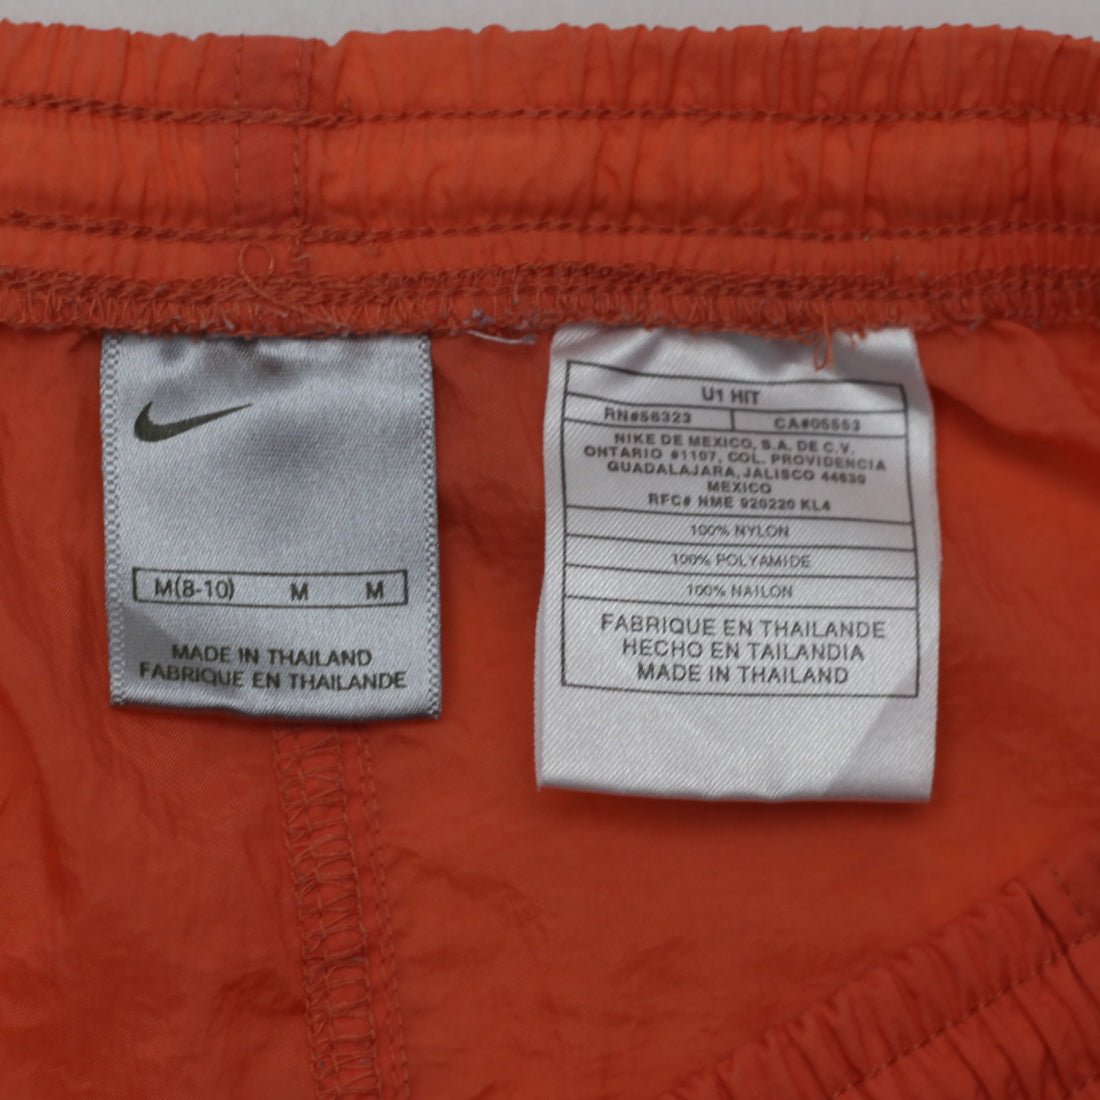 M(8-10) M M
MADE IN THAILAND
FABRIQUE EN THAILANDE
U1 HIT
RN#56323 CA#05553
NIKE DE MEXICO, S.A. DE C.V.
ONTARIO #1107, COL. PROVIDENCIA
GUADALAJARA, JALISCO 44630
MEXICO
RFC# NME 920220 KL4
100% NYLON
100% POLYAMIDE
100% NAILON
FABRIQUE EN THAILANDE
HECHO EN TAILANDIA
MADE IN THAILAND